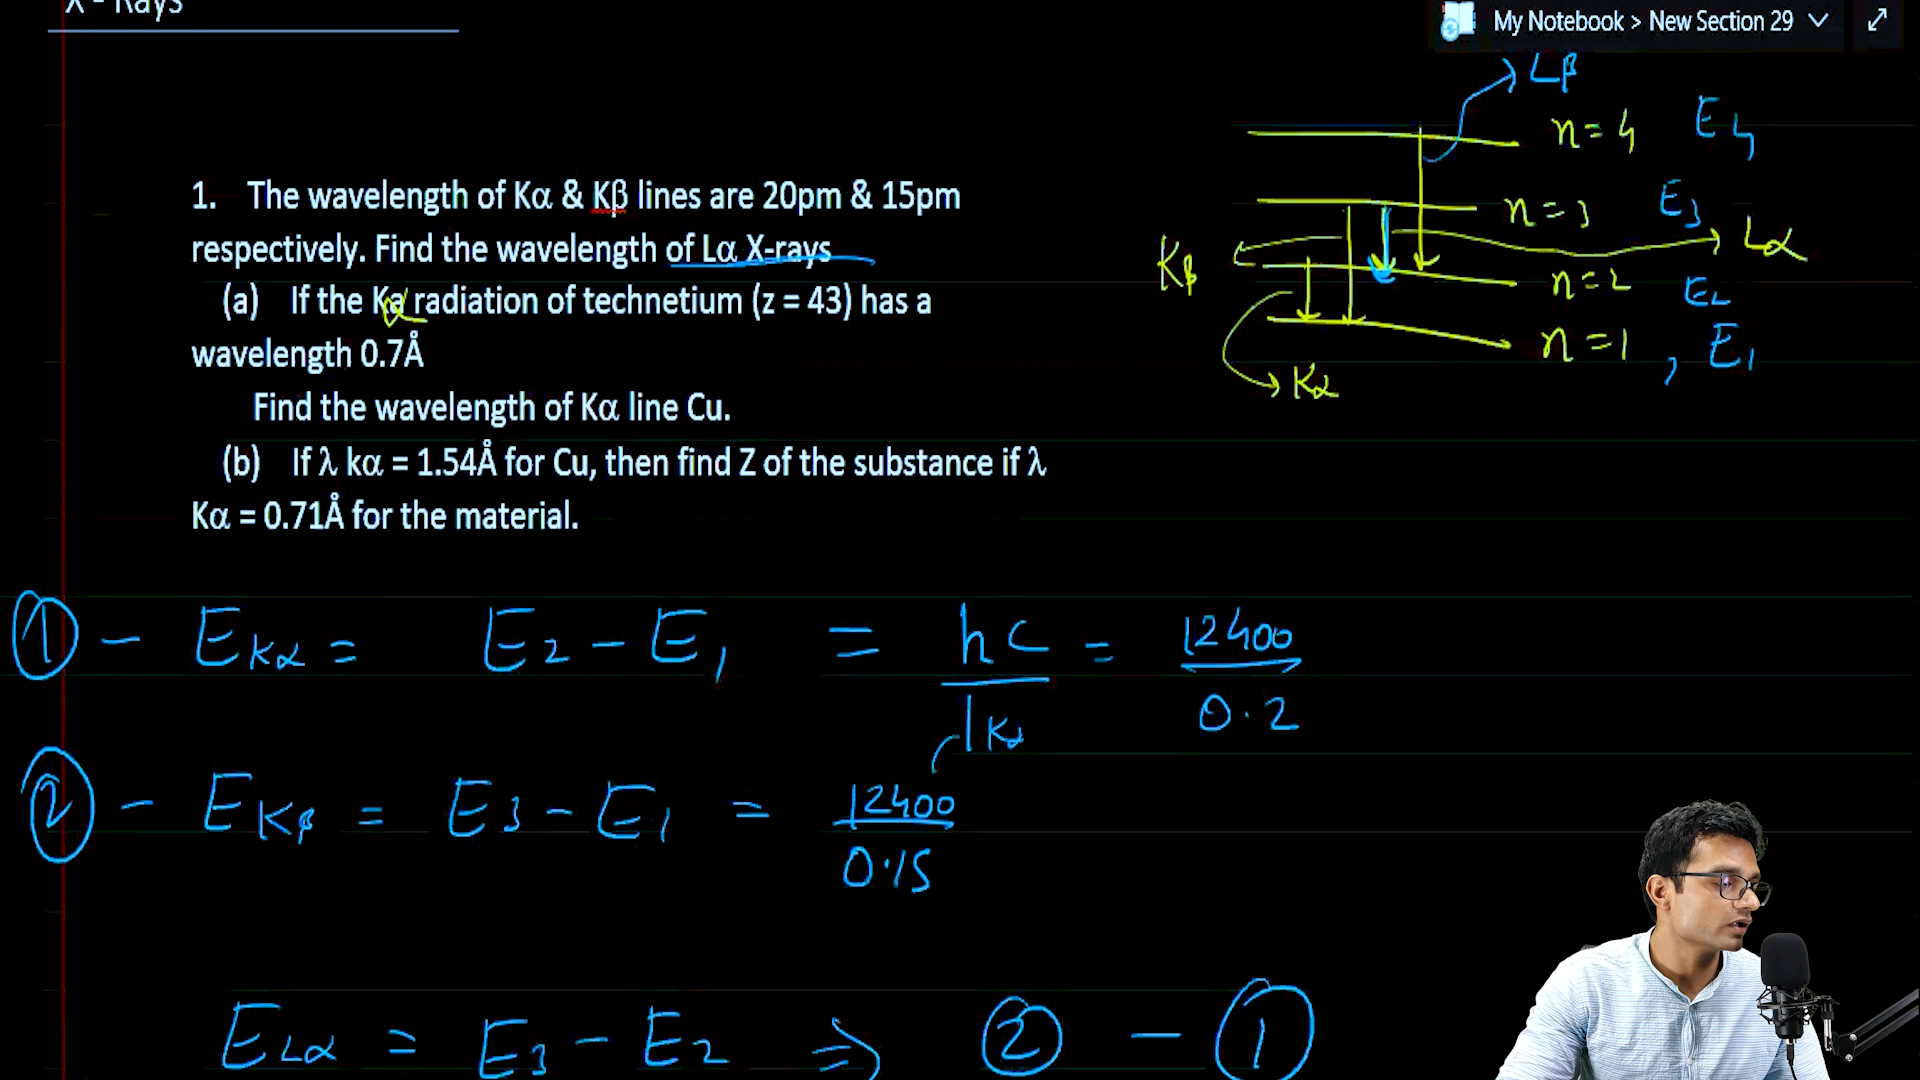 X - Rays
My Notebook > New Section 29
1. The wavelength of Kα & Kβ lines are 20pm & 15pm
respectively. Find the wavelength of Lα X-rays
(a) If the Kα radiation of technetium (z = 43) has a
wavelength 0.7Å
Find the wavelength of Kα line Cu.
(b) If λ kα = 1.54Å for Cu, then find Z of the substance if λ
Kα = 0.71Å for the material.
Lβ
n=4 E4
n=3 E3
Lα
Kβ
n=2 E2
n=1, E1
Kα
① - EKα = E2 - E1 = hc/λKα = 12400/0.2
② - EKβ = E3 - E1 = 12400/0.15
ELα = E3 - E2 ⇒ ② - ①